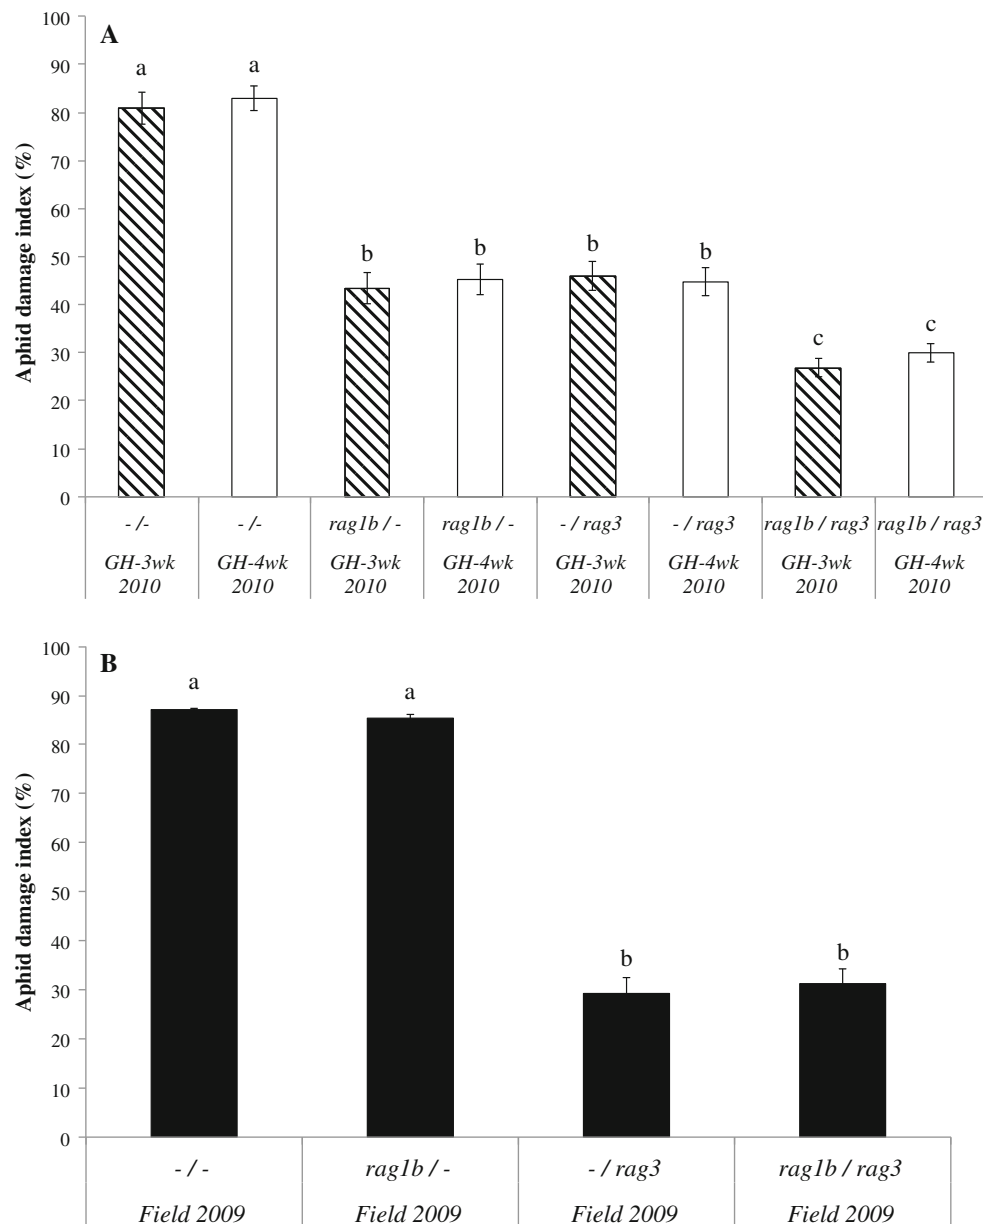 A
Aphid damage index (%)
100
90
80
70
60
50
40
30
20
10
0
a
a
b
b
b
b
c
c
- /-
- /-
rag1b / -
rag1b / -
- / rag3
- / rag3
rag1b / rag3
rag1b / rag3
GH-3wk
2010
GH-4wk
2010
GH-3wk
2010
GH-4wk
2010
GH-3wk
2010
GH-4wk
2010
GH-3wk
2010
GH-4wk
2010
B
Aphid damage index (%)
100
90
80
70
60
50
40
30
20
10
0
a
a
b
b
- / -
rag1b / -
- / rag3
rag1b / rag3
Field 2009
Field 2009
Field 2009
Field 2009